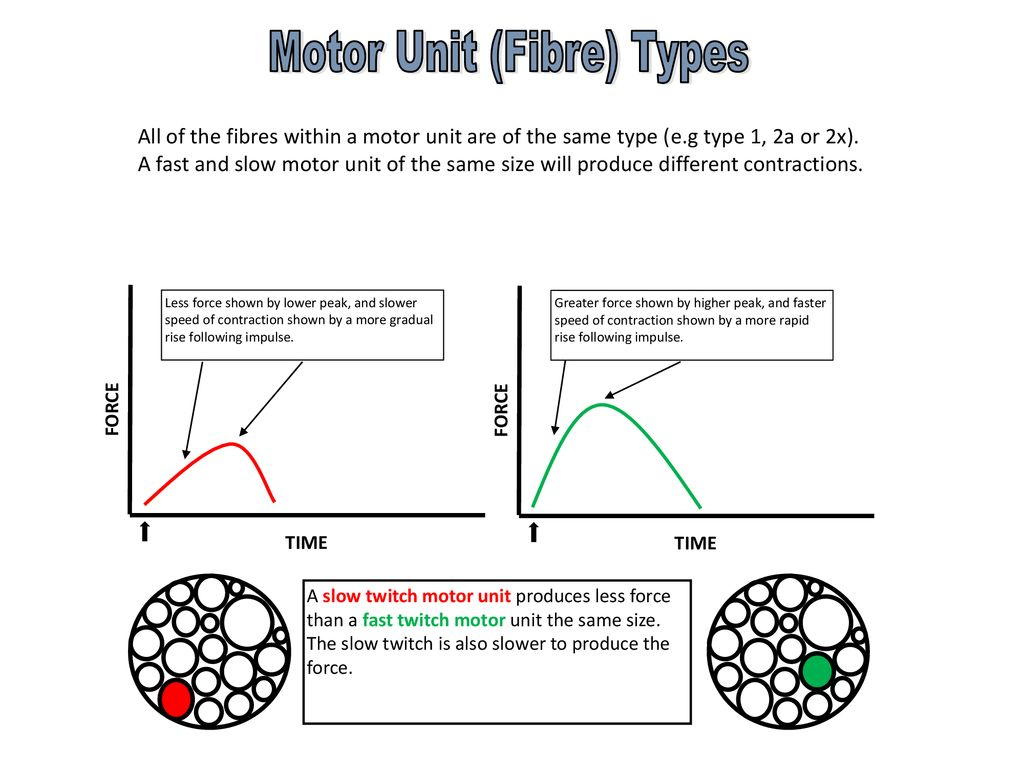 Motor Unit (Fibre) Types
All of the fibres within a motor unit are of the same type (e.g type 1, 2a or 2x).
A fast and slow motor unit of the same size will produce different contractions.
Less force shown by lower peak, and slower
speed of contraction shown by a more gradual
rise following impulse.
Greater force shown by higher peak, and faster
speed of contraction shown by a more rapid
rise following impulse.
FORCE
FORCE
TIME
TIME
A slow twitch motor unit produces less force
than a fast twitch motor unit the same size.
The slow twitch is also slower to produce the
force.